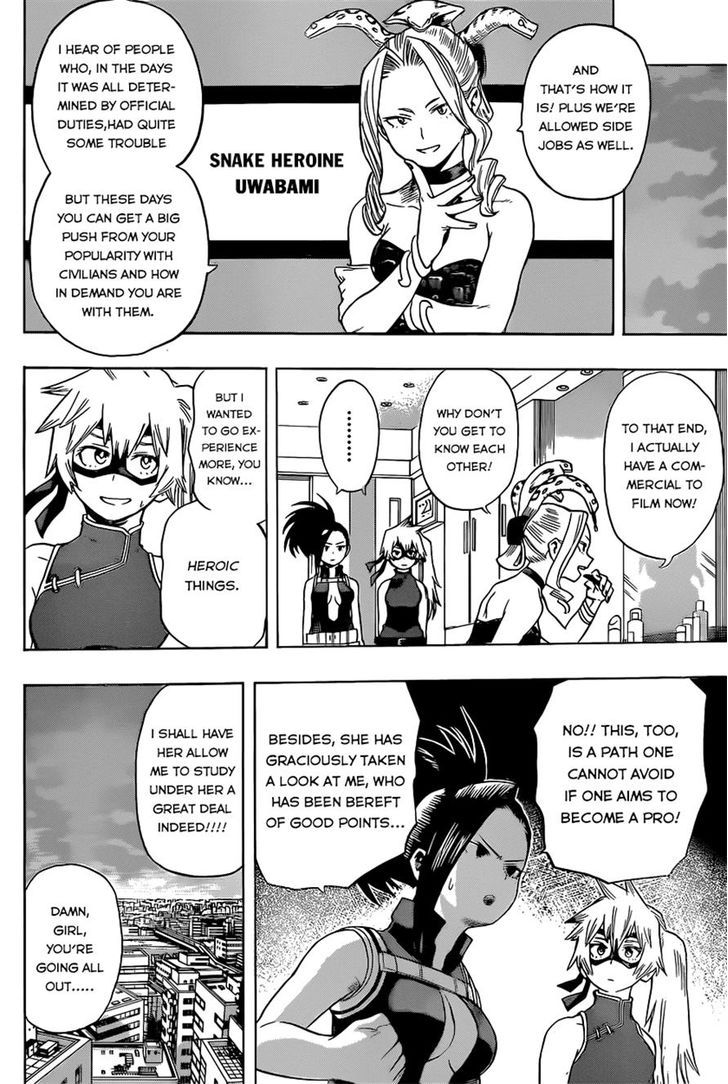 AND
THAT'S HOW IT
IS! PLUS WE'RE
ALLOWED SIDE
JOBS AS WELL.
SNAKE HEROINE
UWABAMI
I HEAR OF PEOPLE
WHO, IN THE DAYS
IT WAS ALL DETER-
MINED BY OFFICIAL
DUTIES,HAD QUITE
SOME TROUBLE
BUT THESE DAYS
YOU CAN GET A BIG
PUSH FROM YOUR
POPULARITY WITH
CIVILIANS AND HOW
IN DEMAND YOU ARE
WITH THEM.
TO THAT END,
I ACTUALLY
HAVE A COM-
MERCIAL TO
FILM NOW!
WHY DON'T
YOU GET TO
KNOW EACH
OTHER!
........
2
BUT I
WANTED
TO GO EX-
PERIENCE
MORE, YOU
KNOW...
HEROIC
THINGS.
NO!! THIS, TOO,
IS A PATH ONE
CANNOT AVOID
IF ONE AIMS TO
BECOME A PRO!
BESIDES, SHE HAS
GRACIOUSLY TAKEN
A LOOK AT ME, WHO
HAS BEEN BEREFT
OF GOOD POINTS...
I SHALL HAVE
HER ALLOW
ME TO STUDY
UNDER HER A
GREAT DEAL
INDEED!!!!
DAMN,
GIRL,
YOU'RE
GOING ALL
OUT.....